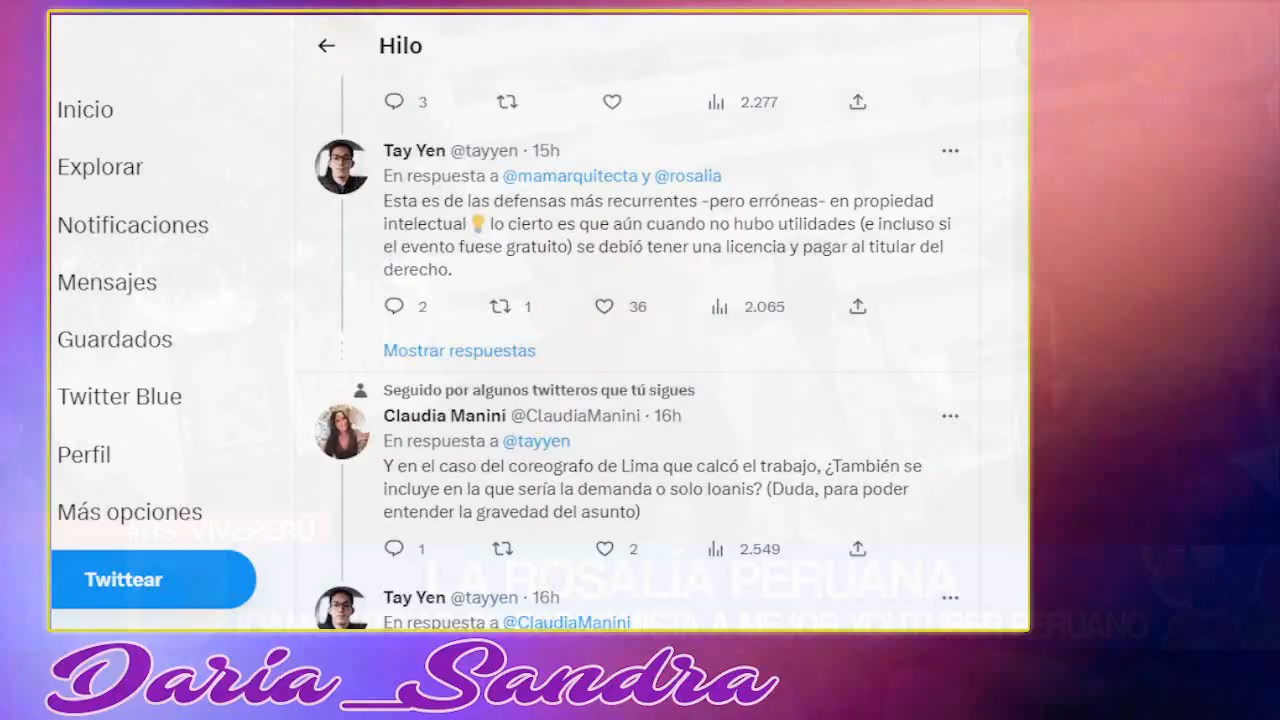 Hilo
Inicio
Explorar
Notificaciones
Mensajes
Guardados
Twitter Blue
Perfil
Más opciones
Twittear
3 2.277
Tay Yen @tayyen · 15h
En respuesta a @mamarquitecta y @rosalia
Esta es de las defensas más recurrentes -pero erróneas- en propiedad
intelectual 💡 lo cierto es que aún cuando no hubo utilidades (e incluso si
el evento fuese gratuito) se debió tener una licencia y pagar al titular del
derecho.
2 1 36 2.065
Mostrar respuestas
Seguido por algunos twitteros que tú sigues
Claudia Manini @ClaudiaManini · 16h
En respuesta a @tayyen
Y en el caso del coreografo de Lima que calcó el trabajo, ¿También se
incluye en la que sería la demanda o solo Ioanis? (Duda, para poder
entender la gravedad del asunto)
1 2 2.549
Tay Yen @tayyen · 16h
En respuesta a @ClaudiaManini
LA ROSALÍA PERUANA
Daria_Sandra